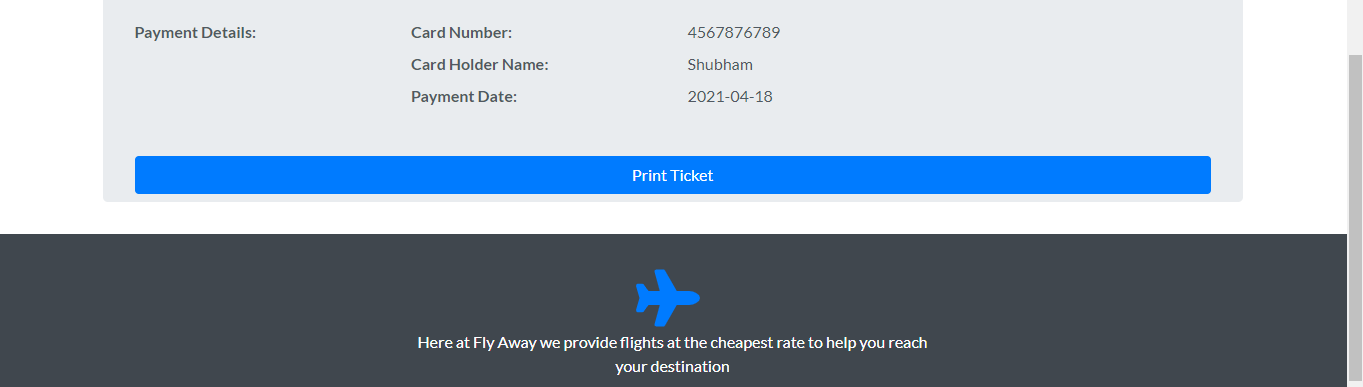 Payment Details: Card Number: 4567876789
Card Holder Name: Shubham
Payment Date: 2021-04-18
Print Ticket
Here at Fly Away we provide flights at the cheapest rate to help you reach
your destination